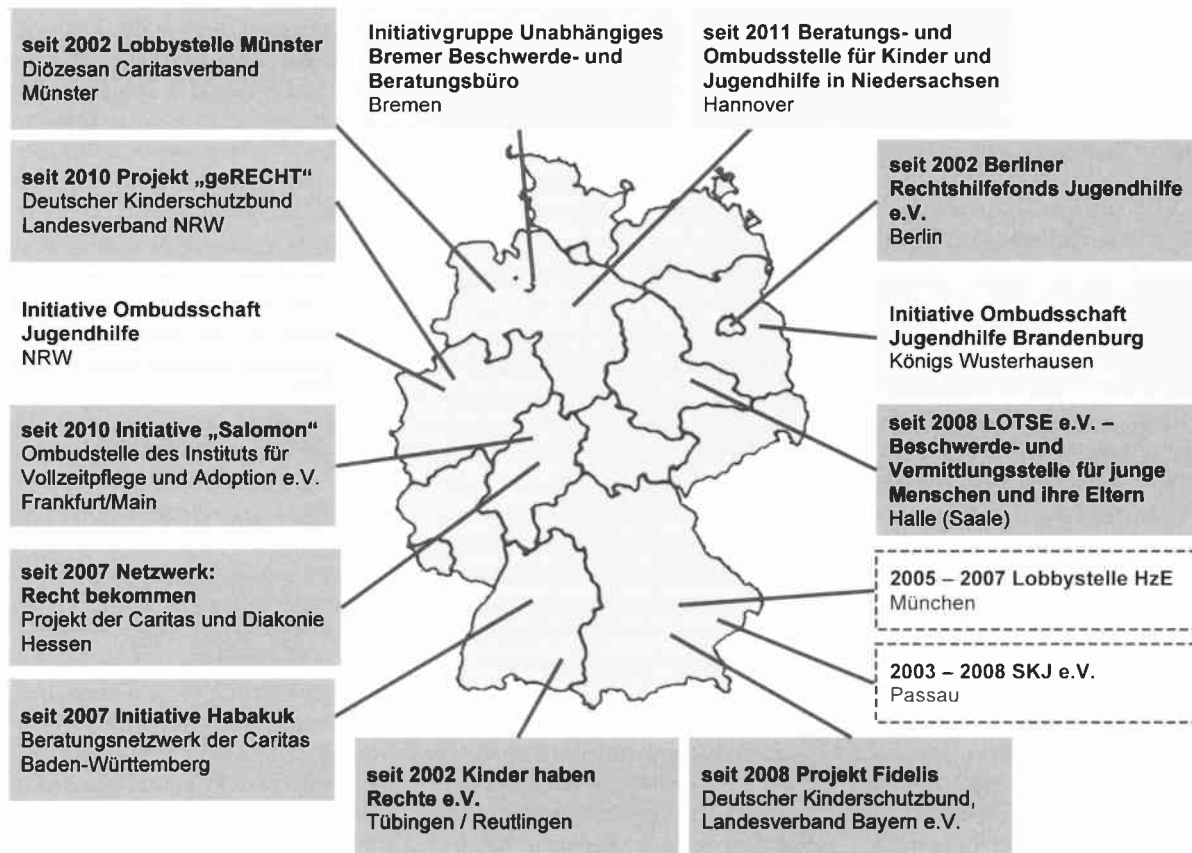 seit 2002 Lobbystelle Münster
Diözesan Caritasverband
Münster
Initiativgruppe Unabhängiges
Bremer Beschwerde- und
Beratungsbüro
Bremen
seit 2011 Beratungs- und
Ombudsstelle für Kinder und
Jugendhilfe in Niedersachsen
Hannover
seit 2010 Projekt „geRECHT“
Deutscher Kinderschutzbund
Landesverband NRW
seit 2002 Berliner
Rechtshilfefonds Jugendhilfe
e.V.
Berlin
Initiative Ombudsschaft
Jugendhilfe
NRW
Initiative Ombudsschaft
Jugendhilfe Brandenburg
Königs Wusterhausen
seit 2010 Initiative „Salomon“
Ombudstelle des Instituts für
Vollzeitpflege und Adoption e.V.
Frankfurt/Main
seit 2008 LOTSE e.V. –
Beschwerde- und
Vermittlungsstelle für junge
Menschen und ihre Eltern
Halle (Saale)
seit 2007 Netzwerk:
Recht bekommen
Projekt der Caritas und Diakonie
Hessen
2005 – 2007 Lobbystelle HzE
München
2003 – 2008 SKJ e.V.
Passau
seit 2007 Initiative Habakuk
Beratungsnetzwerk der Caritas
Baden-Württemberg
seit 2002 Kinder haben
Rechte e.V.
Tübingen / Reutlingen
seit 2008 Projekt Fidelis
Deutscher Kinderschutzbund,
Landesverband Bayern e.V.